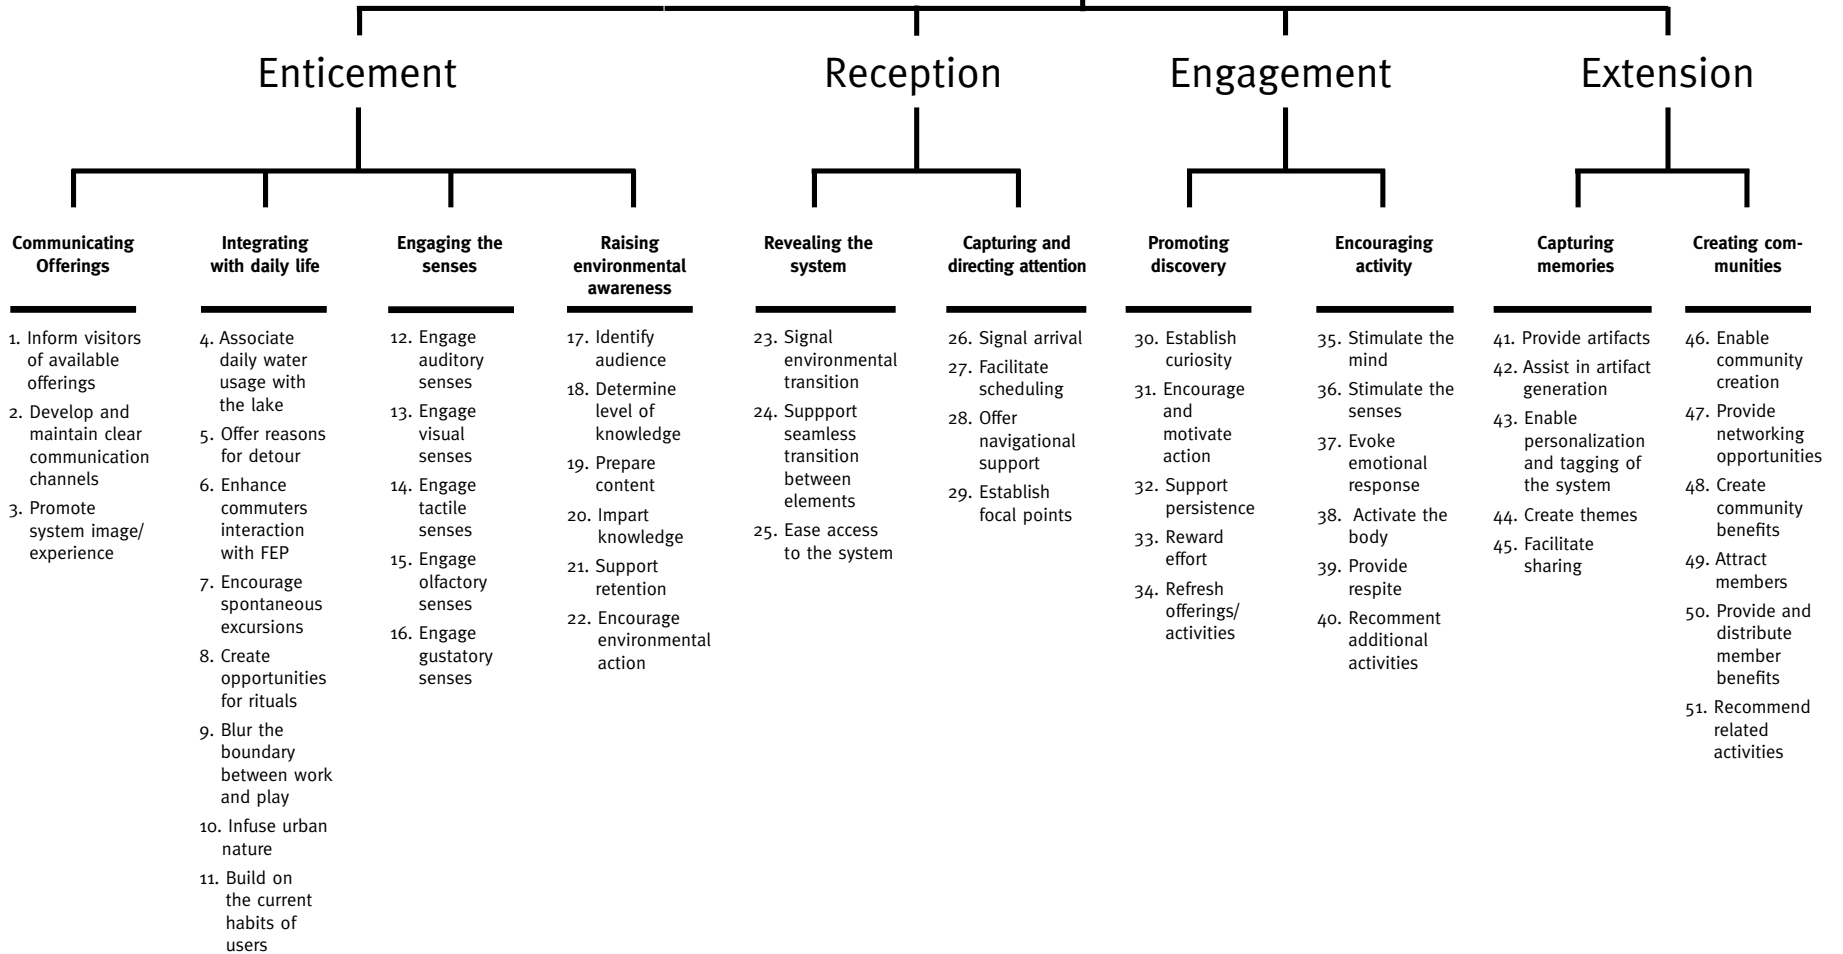 Enticement
Reception
Engagement
Extension
Communicating
Offerings
1. Inform visitors
of available
offerings
2. Develop and
maintain clear
communication
channels
3. Promote
system image/
experience
Integrating
with daily life
4. Associate
daily water
usage with
the lake
5. Offer reasons
for detour
6. Enhance
commuters
interaction
with FEP
7. Encourage
spontaneous
excursions
8. Create
opportunities
for rituals
9. Blur the
boundary
between work
and play
10. Infuse urban
nature
11. Build on
the current
habits of
users
Engaging the
senses
12. Engage
auditory
senses
13. Engage
visual
senses
14. Engage
tactile
senses
15. Engage
olfactory
senses
16. Engage
gustatory
senses
Raising
environmental
awareness
17. Identify
audience
18. Determine
level of
knowledge
19. Prepare
content
20. Impart
knowledge
21. Support
retention
22. Encourage
environmental
action
Revealing the
system
23. Signal
environmental
transition
24. Suppport
seamless
transition
between
elements
25. Ease access
to the system
Capturing and
directing attention
26. Signal arrival
27. Facilitate
scheduling
28. Offer
navigational
support
29. Establish
focal points
Promoting
discovery
30. Establish
curiosity
31. Encourage
and
motivate
action
32. Support
persistence
33. Reward
effort
34. Refresh
offerings/
activities
Encouraging
activity
35. Stimulate the
mind
36. Stimulate the
senses
37. Evoke
emotional
response
38. Activate the
body
39. Provide
respite
40. Recomment
additional
activities
Capturing
memories
41. Provide artifacts
42. Assist in artifact
generation
43. Enable
personalization
and tagging of
the system
44. Create themes
45. Facilitate
sharing
Creating com-
munities
46. Enable
community
creation
47. Provide
networking
opportunities
48. Create
community
benefits
49. Attract
members
50. Provide and
distribute
member
benefits
51. Recommend
related
activities